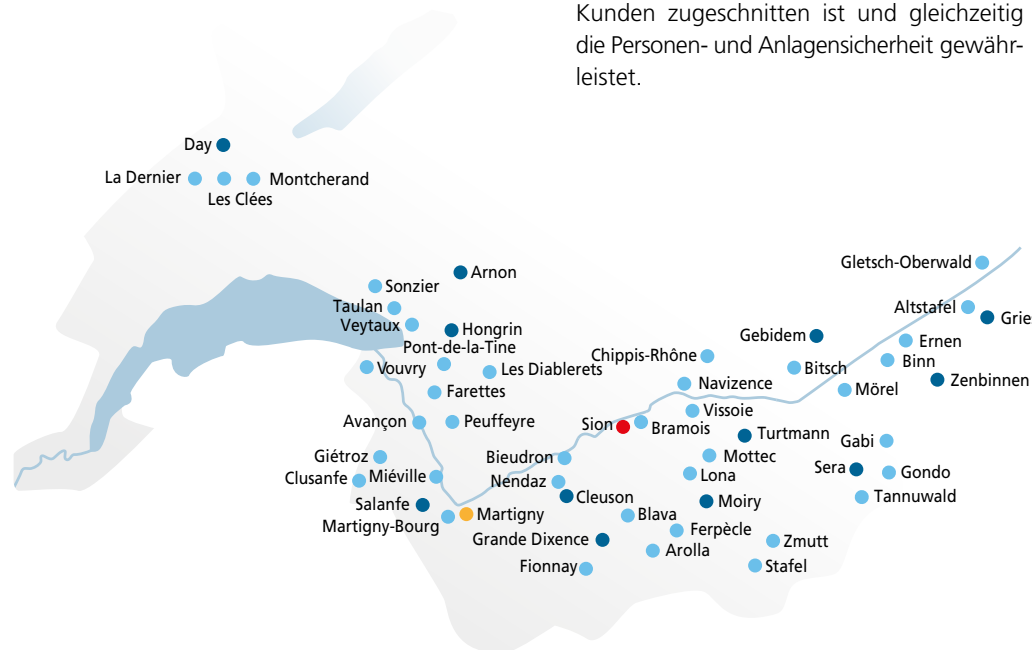 Kunden zugeschnitten ist und gleichzeitig
die Personen- und Anlagensicherheit gewähr-
leistet.
Day
La Dernier
Montcherand
Les Clées
Gletsch-Oberwald
Arnon
Sonzier
Taulan
Altstafel
Grie
Veytaux
Hongrin
Gebidem
Ernen
Pont-de-la-Tine
Chippis-Rhône
Binn
Vouvry
Les Diablerets
Bitsch
Zenbinnen
Navizence
Mörel
Farettes
Vissoie
Avançon
Peuffeyre
Sion
Bramois
Turtmann
Gabi
Giétroz
Bieudron
Mottec
Sera
Gondo
Clusanfe
Miéville
Nendaz
Lona
Tannuwald
Salanfe
Cleuson
Moiry
Martigny-Bourg
Martigny
Blava
Grande Dixence
Ferpècle
Zmutt
Arolla
Fionnay
Stafel